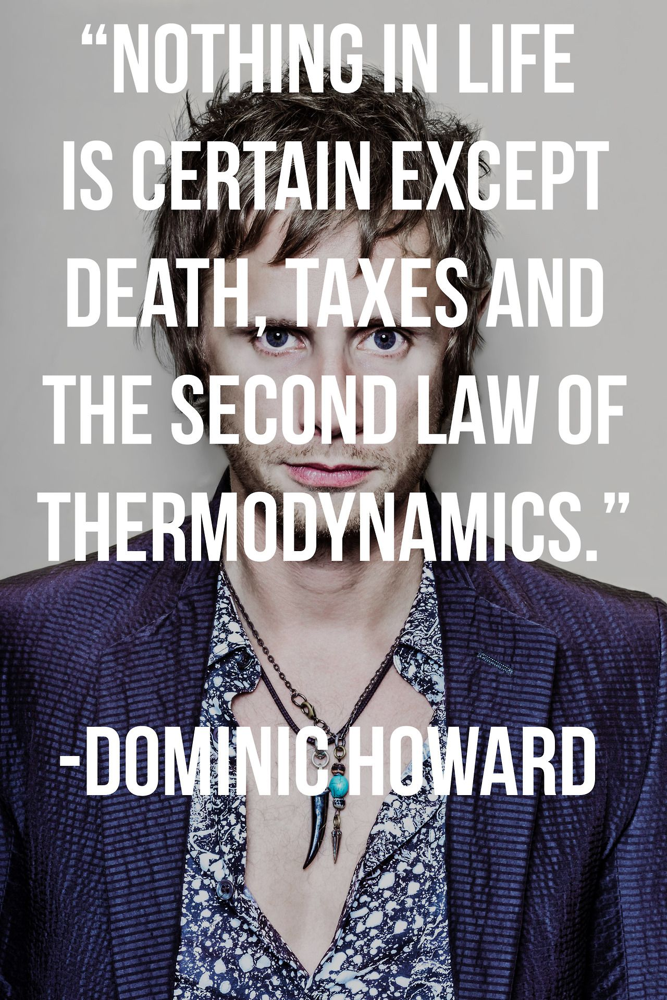 “NOTHING IN LIFE
IS CERTAIN EXCEPT
DEATH, TAXES AND
THE SECOND LAW OF
THERMODYNAMICS.”
-DOMINIC HOWARD